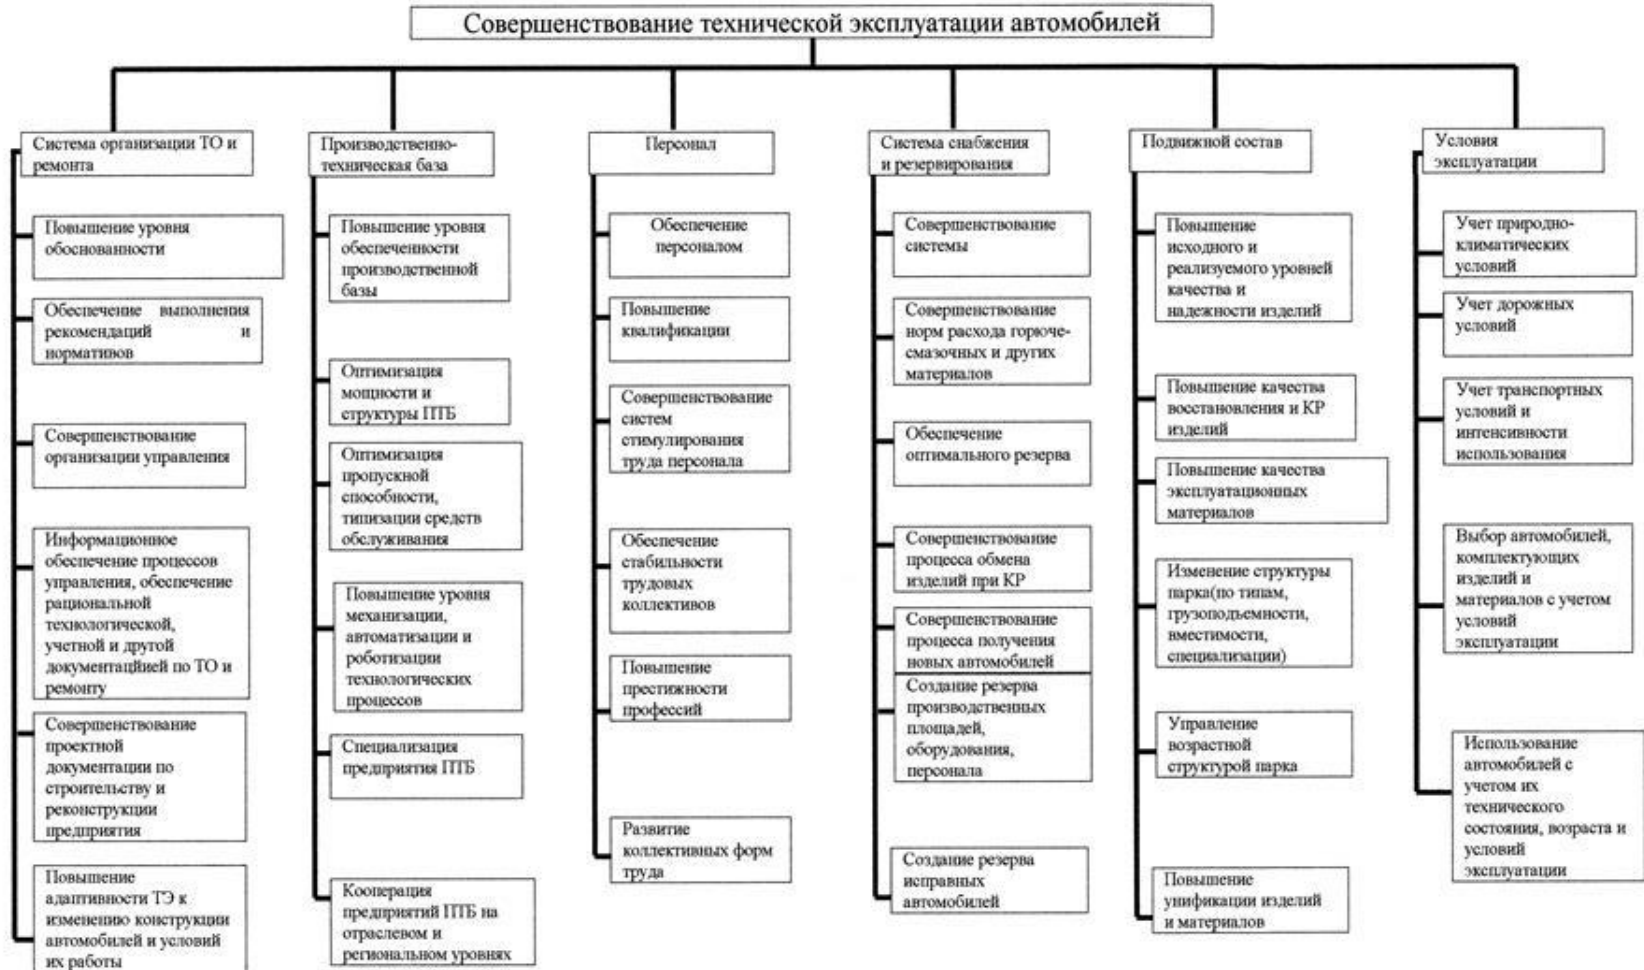 Совершенствование технической эксплуатации автомобилей
Система организации ТО и
ремонта
Повышение уровня
обоснованности
Обеспечение выполнения
рекомендаций и
нормативов
Совершенствование
организации управления
Информационное
обеспечение процессов
управления, обеспечение
рациональной
технологической,
учетной и другой
документацйией по ТО и
ремонту
Совершенствование
проектной
документации по
строительству и
реконструкции
предприятия
Повышение
адаптивности ТЭ к
изменению конструкции
автомобилей и условий
их работы
Производственно-
техническая база
Повышение уровня
обеспеченности
производственной
базы
Оптимизация
мощности и
структуры ПТБ
Оптимизация
пропускной
способности,
типизации средств
обслуживания
Повышение уровня
механизации,
автоматизации и
роботизации
технологических
процессов
Специализация
предприятия ПТБ
Кооперация
предприятий ПТБ на
отраслевом и
региональном уровнях
Персонал
Обеспечение
персоналом
Повышение
квалификации
Совершенствование
систем
стимулирования
труда персонала
Обеспечение
стабильности
трудовых
коллективов
Повышение
престижности
профессий
Развитие
коллективных форм
труда
Система снабжения
и резервирования
Совершенствование
системы
Совершенствование
норм расхода горюче-
смазочных и других
материалов
Обеспечение
оптимального резерва
Совершенствование
процесса обмена
изделий при КР
Совершенствование
процесса получения
новых автомобилей
Создание резерва
производственных
площадей,
оборудования,
персонала
Создание резерва
исправных
автомобилей
Подвижной состав
Повышение
исходного и
реализуемого уровней
качества и
надежности изделий
Повышение качества
восстановления и КР
изделий
Повышение качества
эксплуатационных
материалов
Изменение структуры
парка(по типам,
грузоподъемности,
вместимости,
специализации)
Управление
возрастной
структурой парка
Повышение
унификации изделий
и материалов
Условия
эксплуатации
Учет природно-
климатических
условий
Учет дорожных
условий
Учет транспортных
условий и
интенсивности
использования
Выбор автомобилей,
комплектующих
изделий и
материалов с учетом
условий
эксплуатации
Использование
автомобилей с
учетом их
технического
состояния, возраста и
условий
эксплуатации